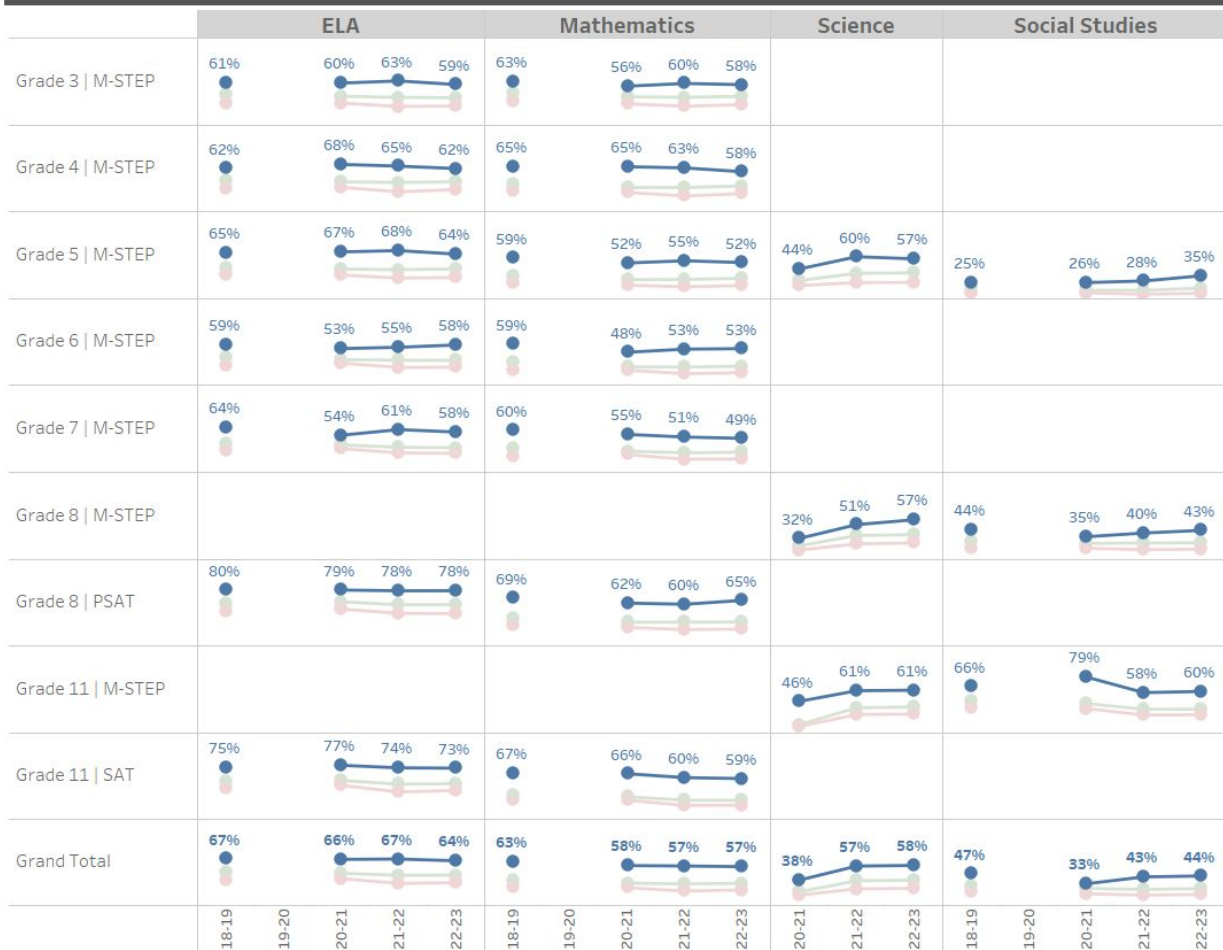 ELA Mathematics Science Social Studies
Grade 3 | M-STEP 61% 60% 63% 59% 63% 56% 60% 58%
Grade 4 | M-STEP 62% 68% 65% 62% 65% 65% 63% 58%
Grade 5 | M-STEP 65% 67% 68% 64% 59% 52% 55% 52% 44% 60% 57% 25% 26% 28% 35%
Grade 6 | M-STEP 59% 53% 55% 58% 59% 48% 53% 53%
Grade 7 | M-STEP 64% 54% 61% 58% 60% 55% 51% 49%
Grade 8 | M-STEP 32% 51% 57% 44% 35% 40% 43%
Grade 8 | PSAT 80% 79% 78% 78% 69% 62% 60% 65%
Grade 11 | M-STEP 46% 61% 61% 66% 79% 58% 60%
Grade 11 | SAT 75% 77% 74% 73% 67% 66% 60% 59%
Grand Total 67% 66% 67% 64% 63% 58% 57% 57% 38% 57% 58% 47% 33% 43% 44%
18-19 19-20 20-21 21-22 22-23 18-19 19-20 20-21 21-22 22-23 20-21 21-22 22-23 18-19 19-20 20-21 21-22 22-23